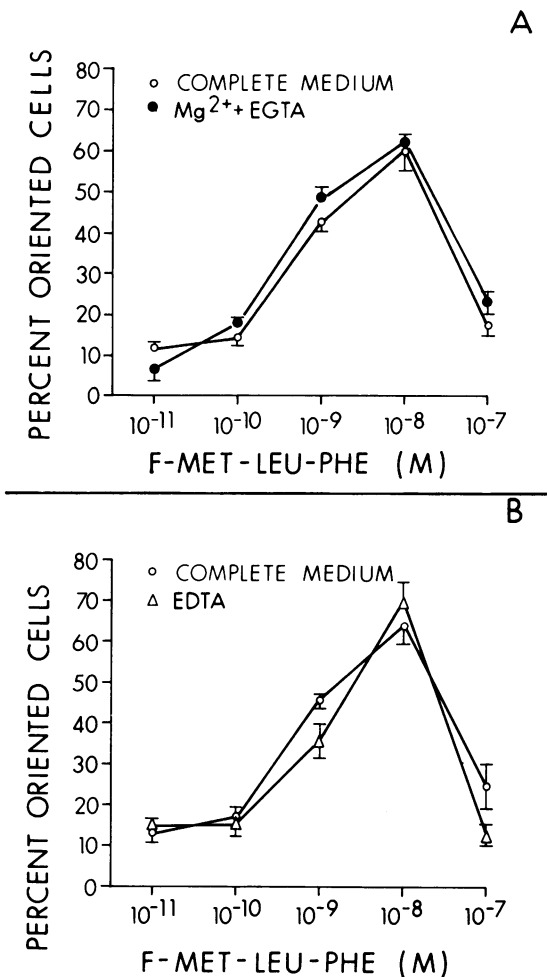 A
PERCENT ORIENTED CELLS
80
70
60
50
40
30
20
10
0
COMPLETE MEDIUM
Mg2+ + EGTA
10-11 10-10 10-9 10-8 10-7
F-MET-LEU-PHE (M)
B
PERCENT ORIENTED CELLS
80
70
60
50
40
30
20
10
0
COMPLETE MEDIUM
EDTA
10-11 10-10 10-9 10-8 10-7
F-MET-LEU-PHE (M)